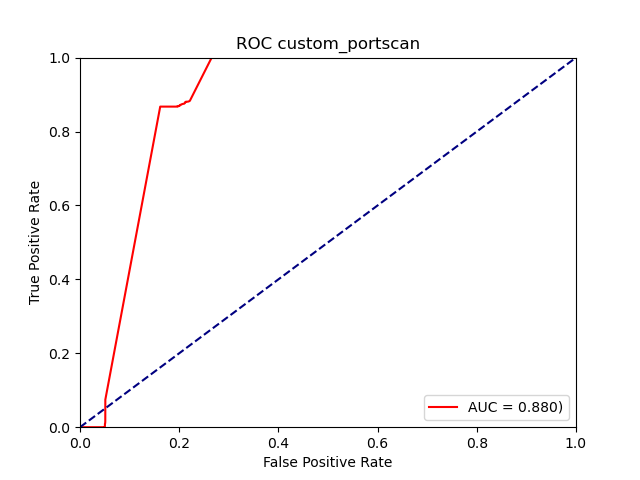 ROC custom_portscan
1.0
0.8
0.6
0.4
0.2
0.0
True Positive Rate
AUC = 0.880)
0.0 0.2 0.4 0.6 0.8 1.0
False Positive Rate